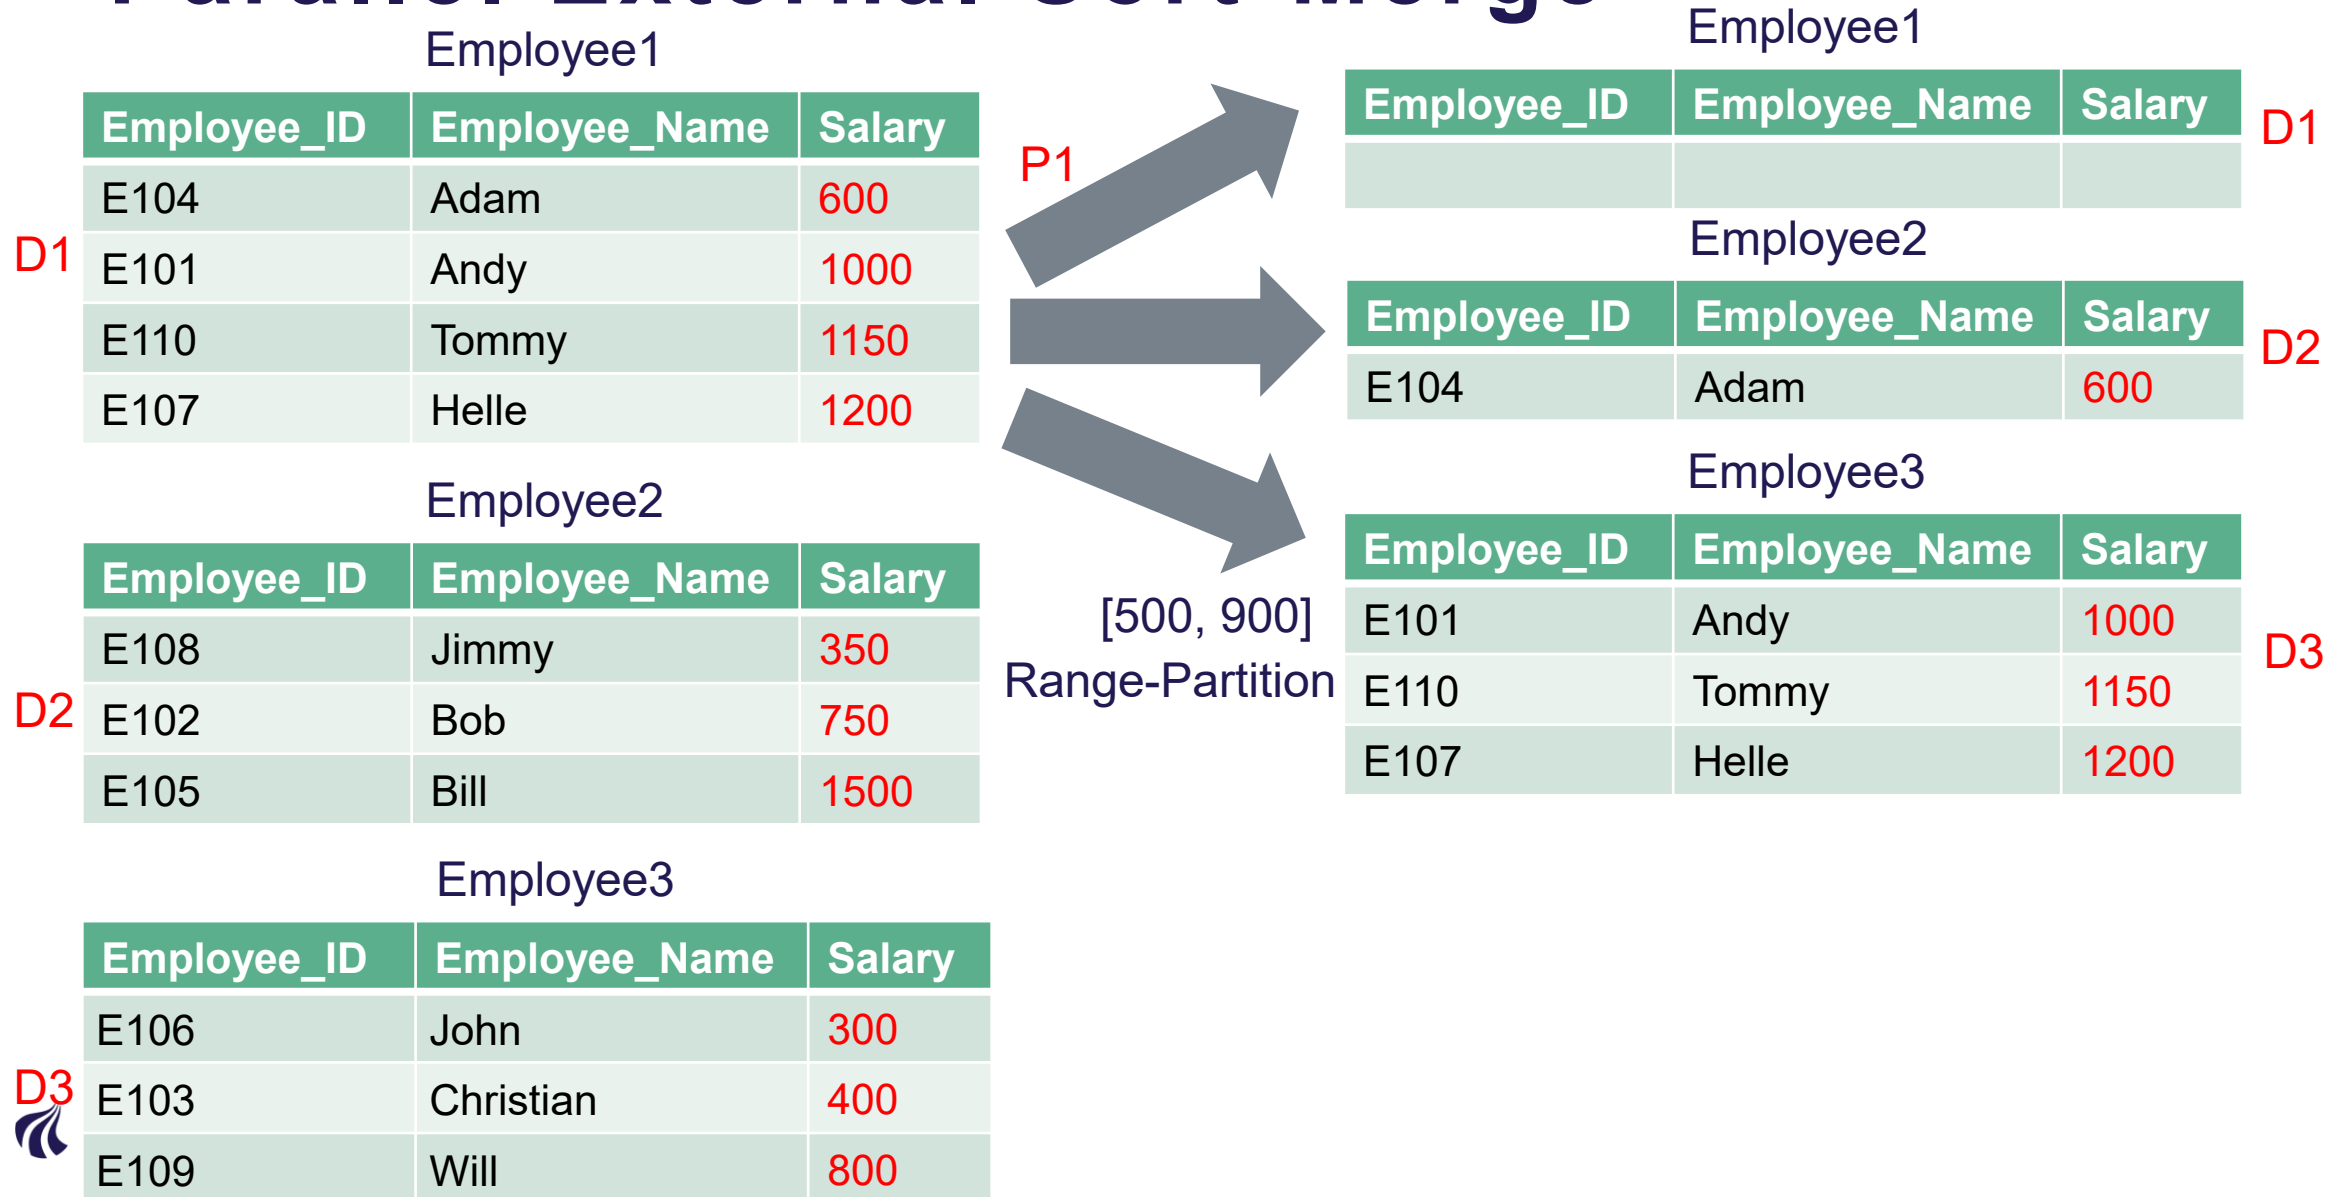 Parallel External Sort-Merge
Employee1
Employee_ID Employee_Name Salary
E104 Adam 600
E101 Andy 1000
E110 Tommy 1150
E107 Helle 1200
D1
Employee2
Employee_ID Employee_Name Salary
E108 Jimmy 350
E102 Bob 750
E105 Bill 1500
D2
Employee3
Employee_ID Employee_Name Salary
E106 John 300
E103 Christian 400
E109 Will 800
D3
P1
[500, 900]
Range-Partition
Employee1
Employee_ID Employee_Name Salary
D1
Employee2
Employee_ID Employee_Name Salary
E104 Adam 600
D2
Employee3
Employee_ID Employee_Name Salary
E101 Andy 1000
E110 Tommy 1150
E107 Helle 1200
D3